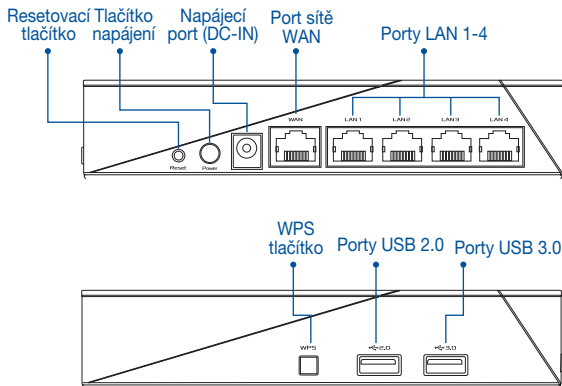 Resetovací tlačítko
Tlačítko napájení
Napájecí port (DC-IN)
Port sítě WAN
Porty LAN 1-4
WAN
LAN 1
LAN 2
LAN 3
LAN 4
Reset
Power
WPS tlačítko
Porty USB 2.0
Porty USB 3.0
WPS
2.0
3.0